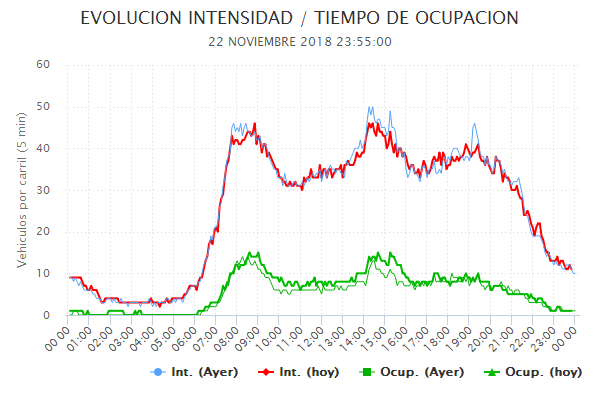 EVOLUCION INTENSIDAD / TIEMPO DE OCUPACION
22 NOVIEMBRE 2018 23:55:00
Vehiculos por carril (5 min)
60
50
40
30
20
10
0
00:00 01:00 02:00 03:00 04:00 05:00 06:00 07:00 08:00 09:00 10:00 11:00 12:00 13:00 14:00 15:00 16:00 17:00 18:00 19:00 20:00 21:00 22:00 23:00 00:00
Int. (Ayer) Int. (hoy) Ocup. (Ayer) Ocup. (hoy)